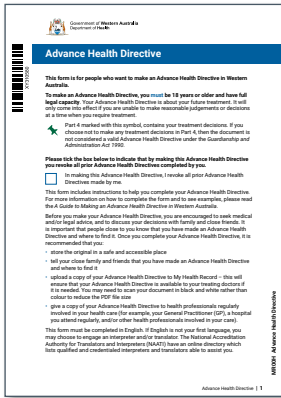 Government of Western Australia
Department of Health
Advance Health Directive
This form is for people who want to make an Advance Health Directive in Western
Australia.
To make an Advance Health Directive, you must be 18 years or older and have full
legal capacity. Your Advance Health Directive is about your future treatment. It will
only come into effect if you are unable to make reasonable judgements or decisions
at a time when you require treatment.
Part 4 marked with this symbol, contains your treatment decisions. If you
choose not to make any treatment decisions in Part 4, then the document is
not considered a valid Advance Health Directive under the Guardianship and
Administration Act 1990.
Please tick the box below to indicate that by making this Advance Health Directive
you revoke all prior Advance Health Directives completed by you.
In making this Advance Health Directive, I revoke all prior Advance Health
Directives made by me.
This form includes instructions to help you complete your Advance Health Directive.
For more information on how to complete the form and to see examples, please read
the A Guide to Making an Advance Health Directive in Western Australia.
Before you make your Advance Health Directive, you are encouraged to seek medical
and/or legal advice, and to discuss your decisions with family and close friends. It
is important that people close to you know that you have made an Advance Health
Directive and where to find it. Once you complete your Advance Health Directive, it is
recommended that you:
• store the original in a safe and accessible place
• tell your close family and friends that you have made an Advance Health Directive
and where to find it
• upload a copy of your Advance Health Directive to My Health Record – this will
ensure that your Advance Health Directive is available to your treating doctors if
it is needed. You may need to scan your document in black and white rather than
colour to reduce the PDF file size
• give a copy of your Advance Health Directive to health professionals regularly
involved in your health care (for example, your General Practitioner (GP), a hospital
you attend regularly, and/or other health professionals involved in your care).
This form must be completed in English. If English is not your first language, you
may choose to engage an interpreter and/or translator. The National Accreditation
Authority for Translators and Interpreters (NAATI) have an online directory which
lists qualified and credentialed interpreters and translators able to assist you.
MR00H Advance Health Directive
Advance Health Directive | 1